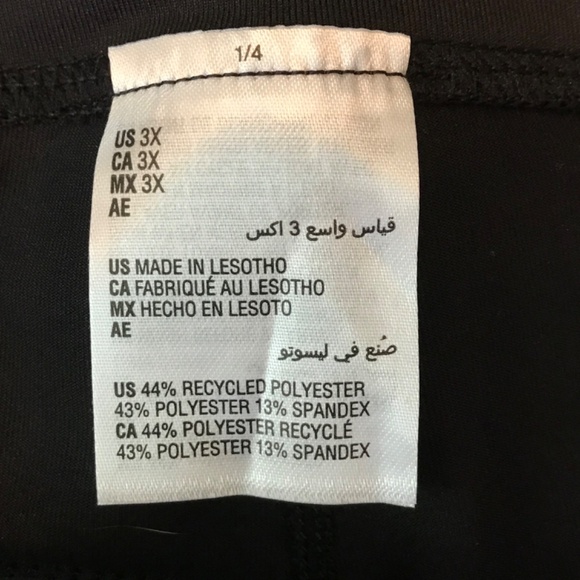 1/4
US 3X
CA 3X
MX 3X
AE
قياس واسع 3 اكس
US MADE IN LESOTHO
CA FABRIQUÉ AU LESOTHO
MX HECHO EN LESOTO
AE
صُنع في ليسوتو
US 44% RECYCLED POLYESTER
43% POLYESTER 13% SPANDEX
CA 44% POLYESTER RECYCLÉ
43% POLYESTER 13% SPANDEX